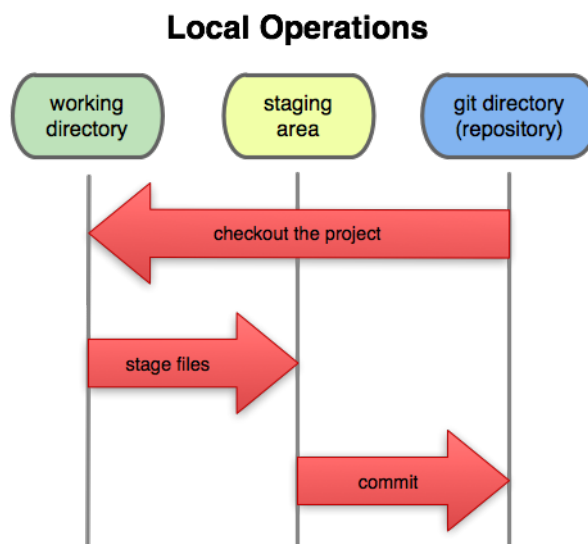 Local Operations
working
directory
staging
area
git directory
(repository)
checkout the project
stage files
commit